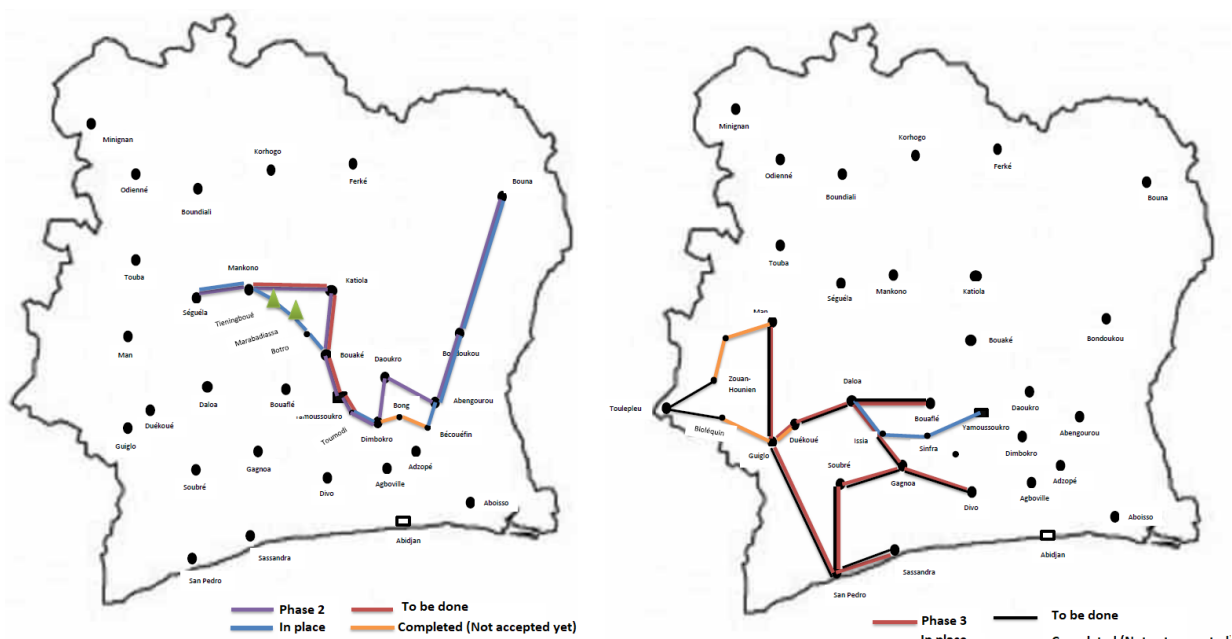 Minignan
Korhogo
Odienné
Ferké
Boundiali
Bouna
Touba
Mankono
Katiola
Séguéla
Tieningboué
Marabadiassa
Botro
Man
Bouaké
Daoukro
Bondoukou
Daloa
Bouaflé
Yamoussoukro
Bong
Abengourou
Duékoué
Toumodi
Guiglo
Dimbokro
Bécouéfin
Gagnoa
Adzopé
Soubré
Divo
Agboville
Aboisso
Abidjan
Sassandra
San Pedro
Phase 2
To be done
In place
Completed (Not accepted yet)
Minignan
Korhogo
Odienné
Ferké
Boundiali
Bouna
Touba
Séguéla
Mankono
Katiola
Man
Bondoukou
Bouaké
Zouan-
Hounien
Daloa
Toulepleu
Daoukro
Bouaflé
Yamoussoukro
Abengourou
Bloléquin
Duékoué
Issia
Sinfra
Guiglo
Dimbokro
Soubré
Adzopé
Gagnoa
Divo
Agboville
Aboisso
Abidjan
Sassandra
San Pedro
Phase 3
To be done
In place